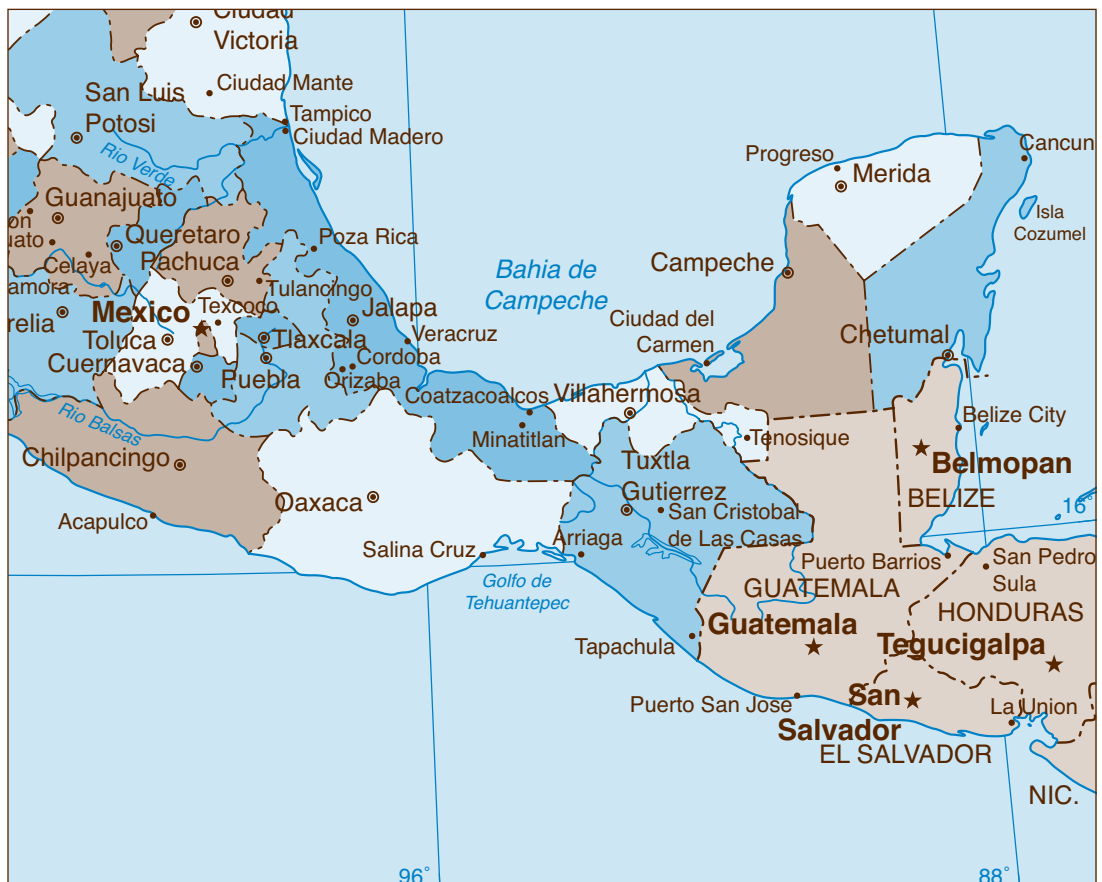 Ciudad
Victoria
Ciudad Mante
San Luis
Potosi
Tampico
Ciudad Madero
Rio Verde
Progreso
Merida
Cancun
Isla
Cozumel
Guanajuato
on
uato
Queretaro
Poza Rica
Celaya
Pachuca
Tulancingo
amora
Bahia de
Campeche
Campeche
Mexico
Texcoco
Jalapa
relia
Toluca
Tlaxcala
Veracruz
Ciudad del
Carmen
Chetumal
Cuernavaca
Cordoba
Puebla
Orizaba
Coatzacoalcos
Villahermosa
Rio Balsas
Minatitlan
Tenosique
Belize City
Chilpancingo
Tuxtla
Gutierrez
Belmopan
BELIZE
Oaxaca
San Cristobal
de Las Casas
16°
Acapulco
Salina Cruz
Arriaga
Puerto Barrios
San Pedro
Sula
Golfo de
Tehuantepec
GUATEMALA
HONDURAS
Guatemala
Tegucigalpa
Tapachula
Puerto San Jose
San
Salvador
La Union
EL SALVADOR
NIC.
96°
88°